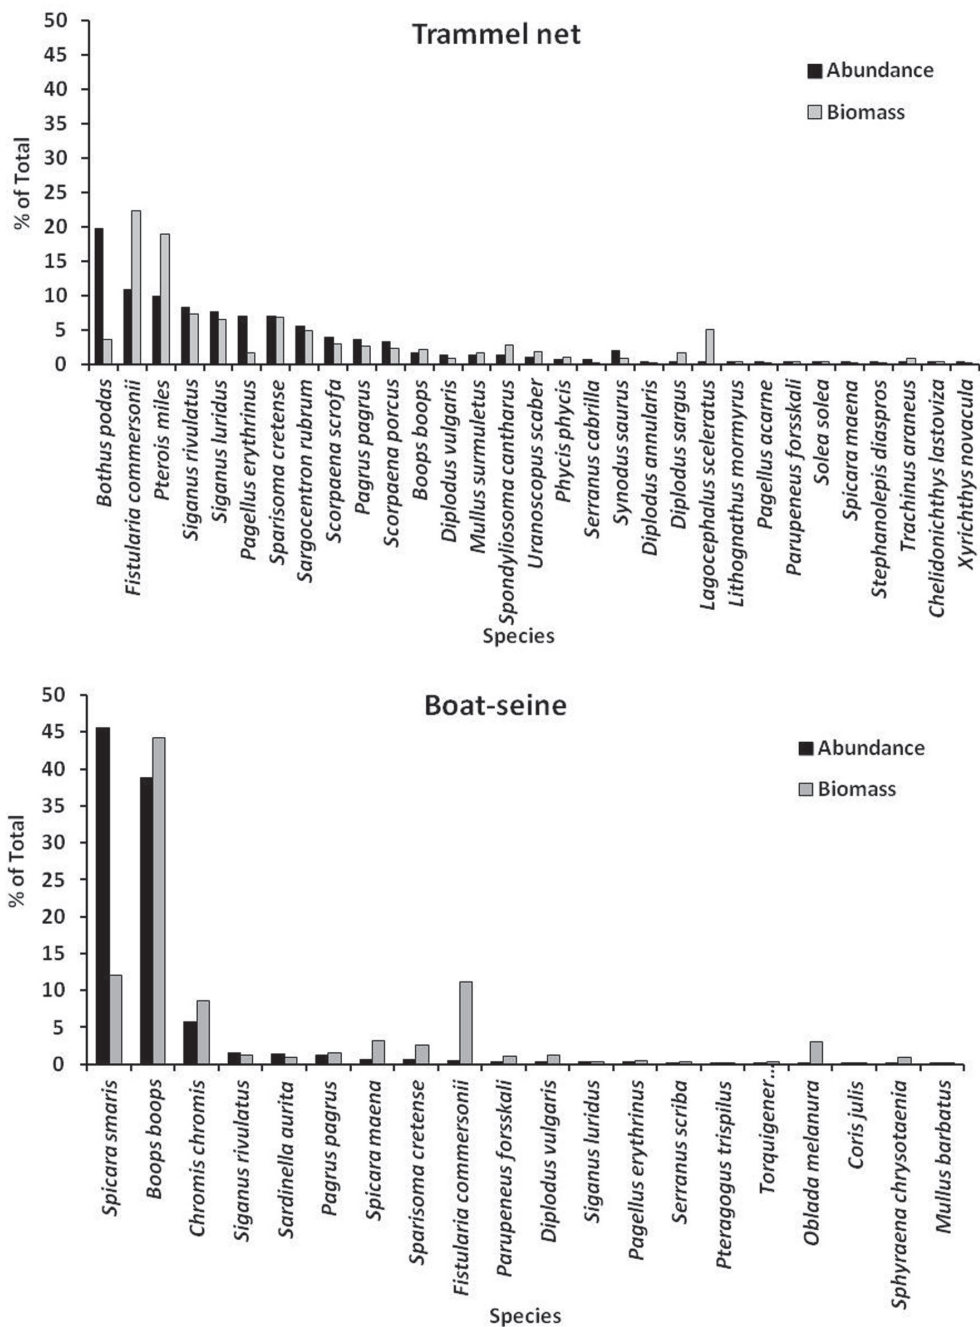 Trammel net
50
45
40
35
30
25
20
15
10
5
0
% of Total
Abundance
Biomass
Bothus podas
Fistularia commersonii
Pterois miles
Siganus rivulatus
Siganus luridus
Pagellus erythrinus
Sparisoma cretense
Sargocentron rubrum
Scorpaena scrofa
Pagrus pagrus
Scorpaena porcus
Boops boops
Diplodus vulgaris
Mullus surmuletus
Spondyliosoma cantharus
Uranoscopus scaber
Phycis phycis
Serranus cabrilla
Synodus saurus
Diplodus annularis
Diplodus sargus
Lagocephalus sceleratus
Lithognathus mormyrus
Pagellus acarne
Parupeneus forsskali
Solea solea
Spicara maena
Stephanolepis diaspros
Trachinus araneus
Chelidonichthys lastoviza
Xyrichthys novacula
Species
Boat-seine
50
45
40
35
30
25
20
15
10
5
0
% of Total
Abundance
Biomass
Spicara smaris
Boops boops
Chromis chromis
Siganus rivulatus
Sardinella aurita
Pagrus pagrus
Spicara maena
Sparisoma cretense
Fistularia commersonii
Parupeneus forsskali
Diplodus vulgaris
Siganus luridus
Pagellus erythrinus
Serranus scriba
Pteragogus trispilus
Torquigener...
Oblada melanura
Coris julis
Sphyraena chrysotaenia
Mullus barbatus
Species